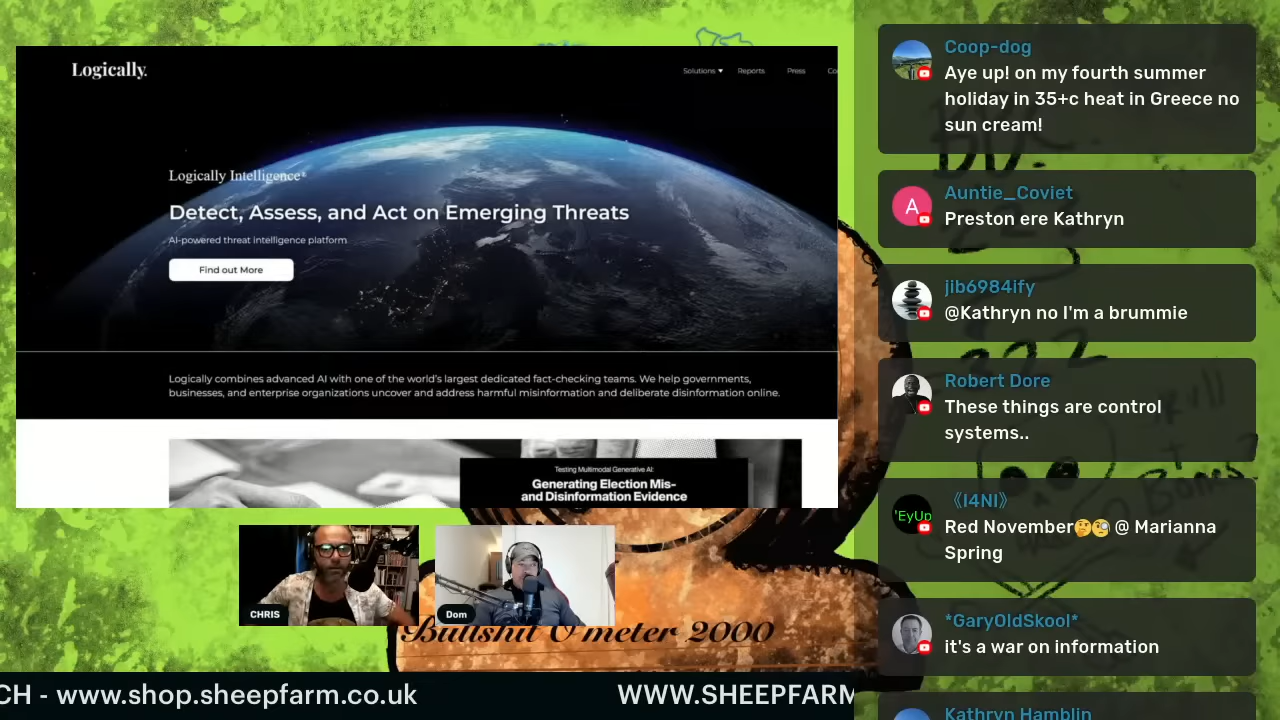 Logically.
Solutions ▾ Reports Press Co
Logically Intelligence®
Detect, Assess, and Act on Emerging Threats
AI-powered threat intelligence platform
Find out More
Logically combines advanced AI with one of the world's largest dedicated fact-checking teams. We help governments,
businesses, and enterprise organizations uncover and address harmful misinformation and deliberate disinformation online.
Testing Multimodal Generative AI:
Generating Election Mis-
and Disinformation Evidence
CHRIS
Dom
Bullshit O meter 2000
CH - www.shop.sheepfarm.co.uk WWW.SHEEPFARM
Coop-dog
Aye up! on my fourth summer
holiday in 35+c heat in Greece no
sun cream!
A
Auntie_Coviet
Preston ere Kathryn
jib6984ify
@Kathryn no I'm a brummie
Robert Dore
These things are control
systems..
'EyUp
《I4NI》
Red November🤔🧐 @ Marianna
Spring
*GaryOldSkool*
it's a war on information
Kathryn Hamblin